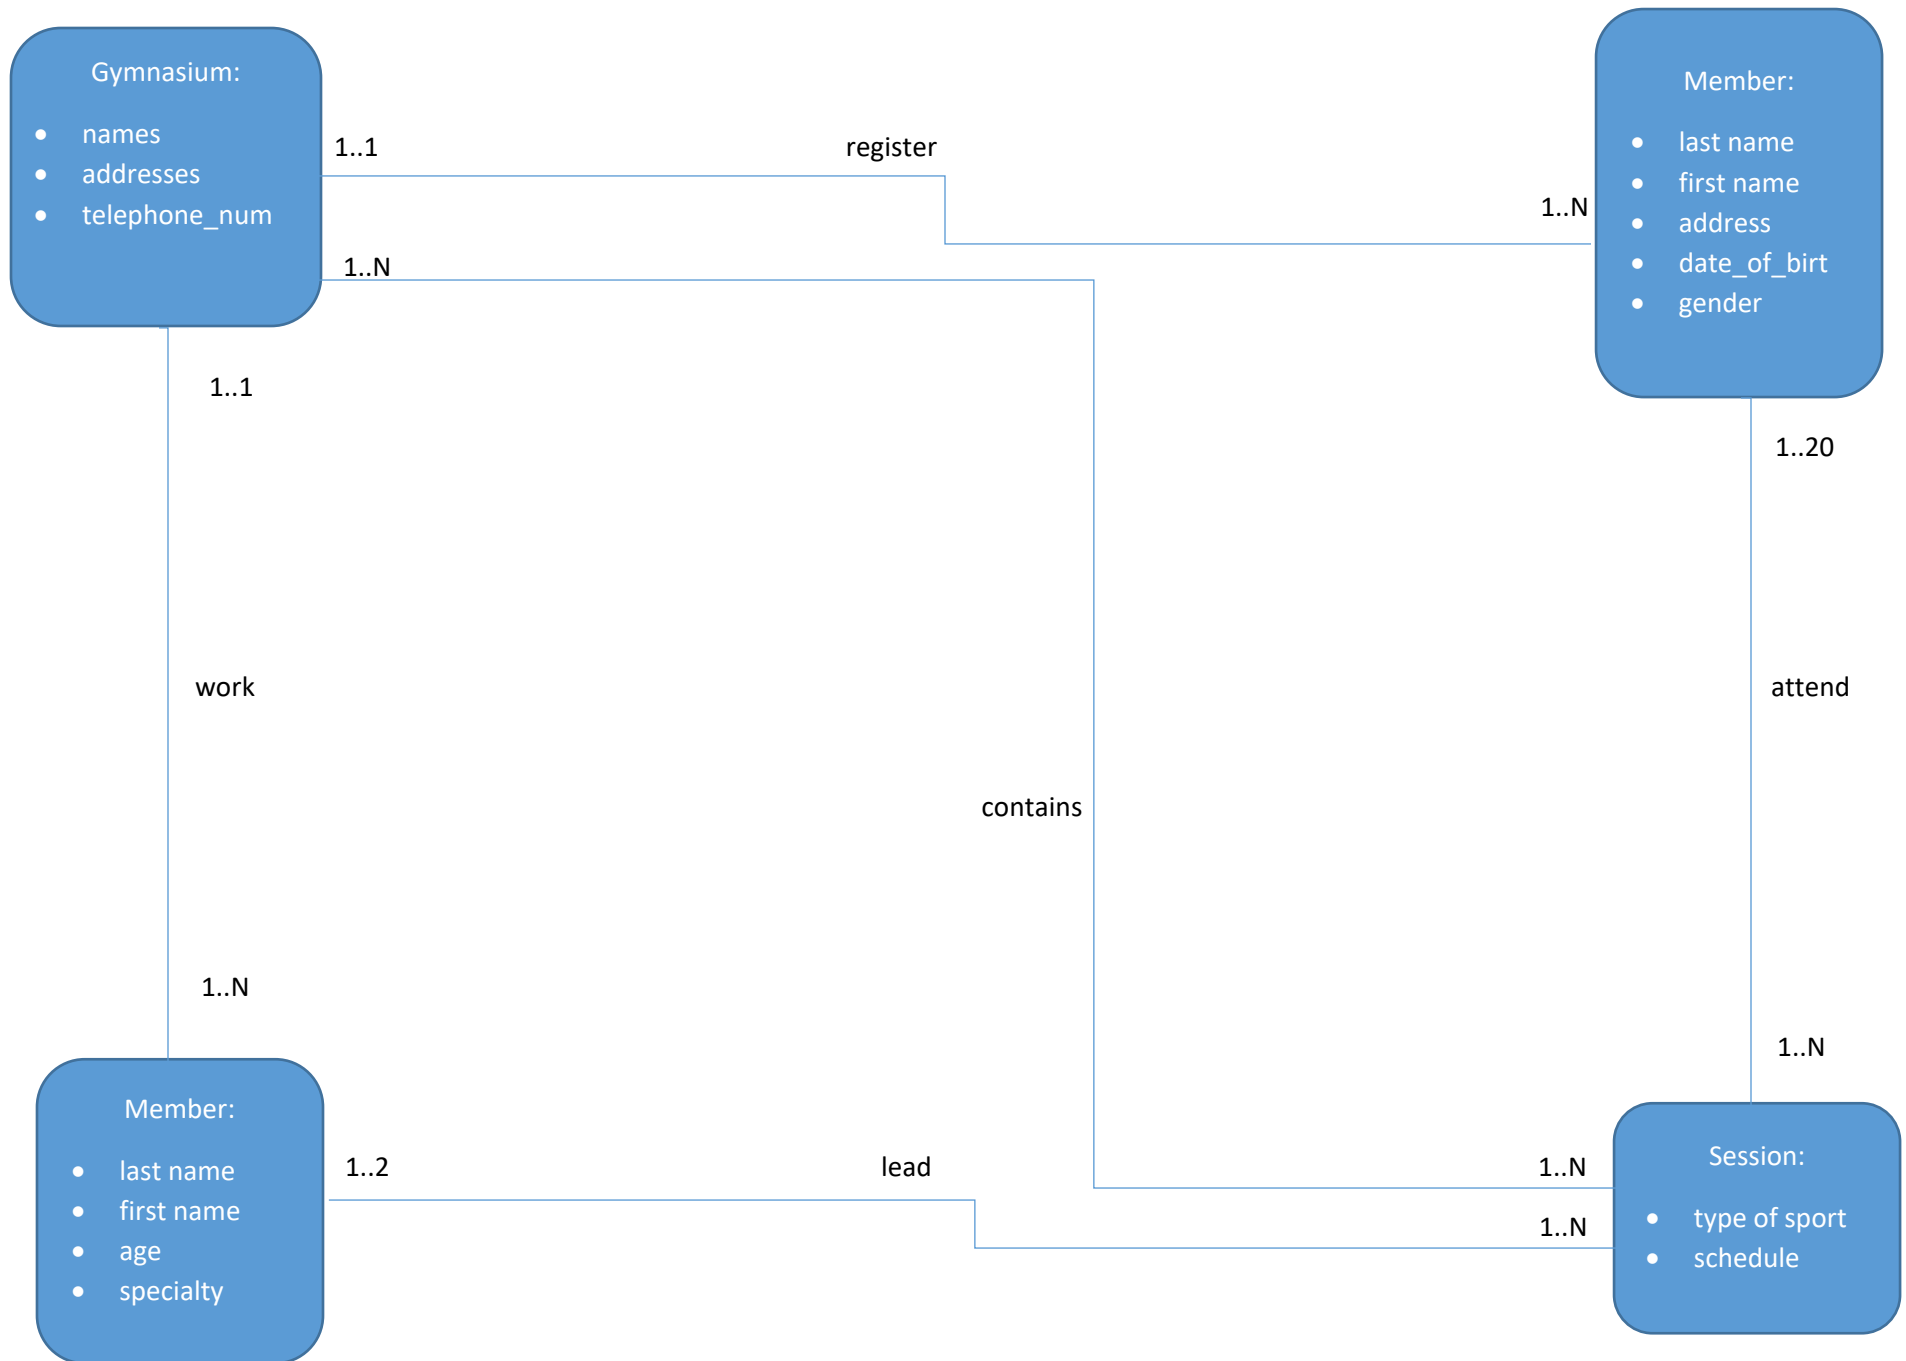 Gymnasium:
• names
• addresses
• telephone_num
1..1
register
1..N
Member:
• last name
• first name
• address
• date_of_birt
• gender
1..N
1..1
1..20
work
attend
contains
1..N
1..N
Member:
• last name
• first name
• age
• specialty
1..2
lead
1..N
1..N
Session:
• type of sport
• schedule